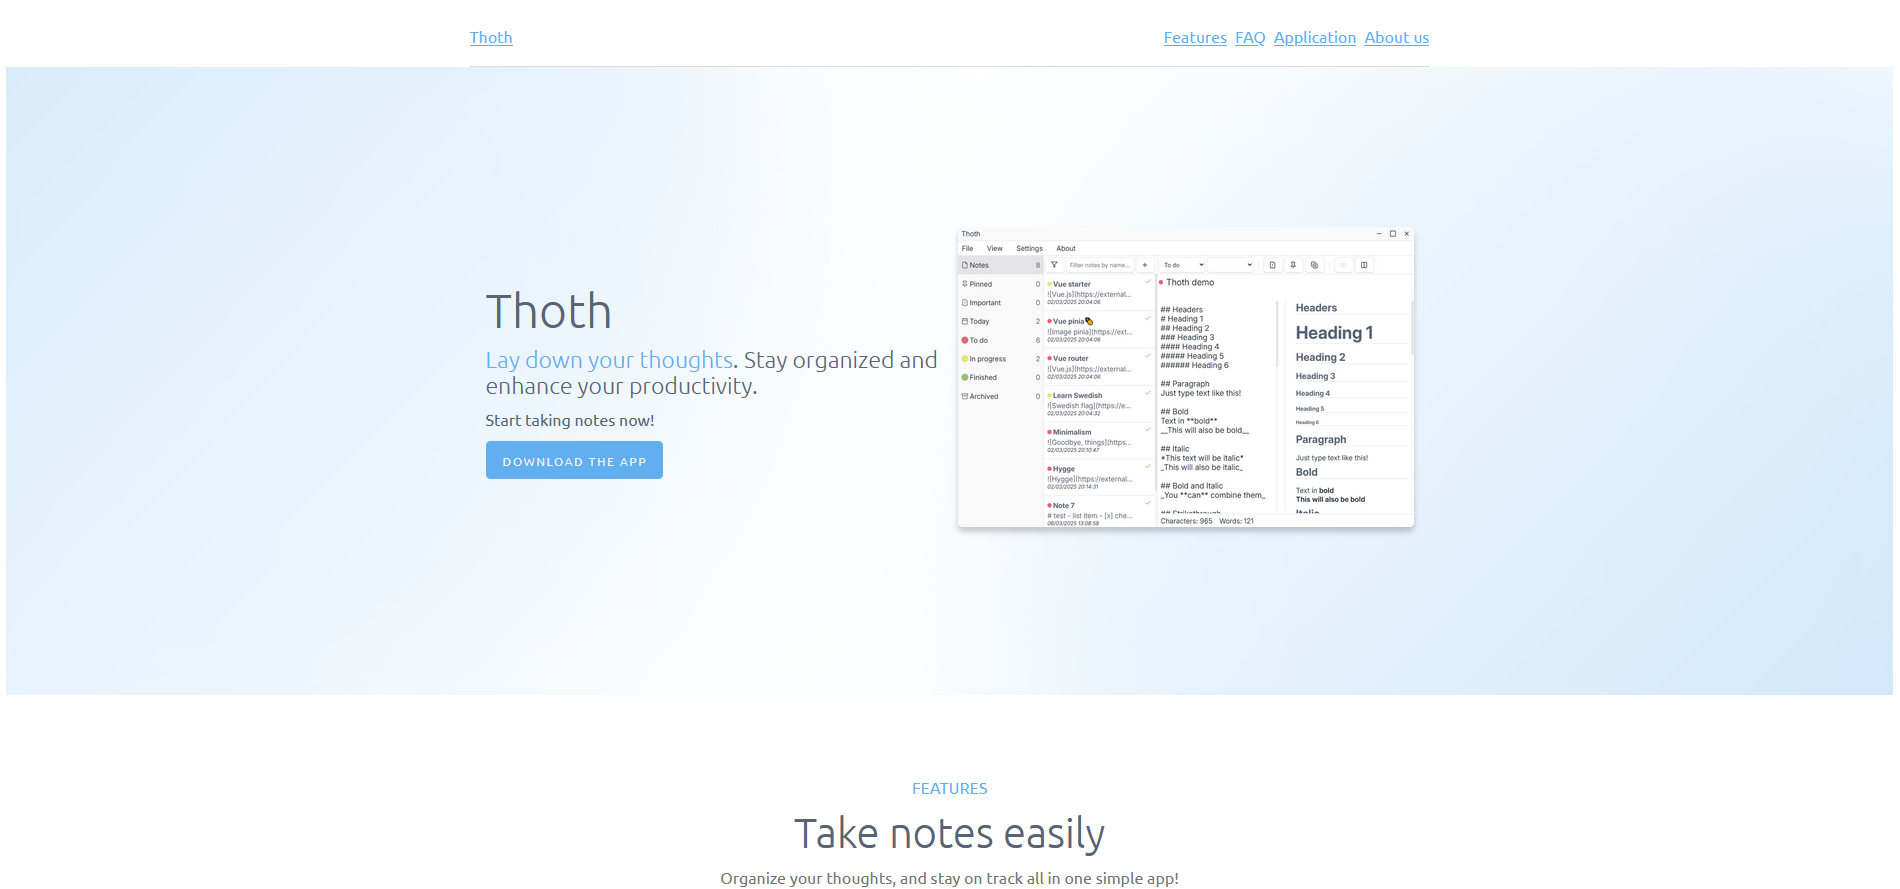 Thoth
Features FAQ Application About us
Thoth
Lay down your thoughts. Stay organized and
enhance your productivity.
Start taking notes now!
DOWNLOAD THE APP
Thoth
File View Settings About
Notes 8
Pinned 0
Important 0
Today 2
To do 6
In progress 2
Finished 0
Archived 0
Filter notes by name...
Vue starter
![Vue.js](https://external...
02/03/2025 20:04:06
Vue pinia
![Image pinia](https://ext...
02/03/2025 20:04:06
Vue router
![Vue.js](https://external...
02/03/2025 20:04:06
Learn Swedish
![Swedish flag](https://e...
02/03/2025 20:04:32
Minimalism
![Goodbye, things](https...
02/03/2025 20:10:47
Hygge
![Hygge](https://external...
02/03/2025 20:14:31
Note 7
# test - list item - [x] che...
08/03/2025 13:08:58
To do
Thoth demo
## Headers
# Heading 1
## Heading 2
### Heading 3
#### Heading 4
##### Heading 5
###### Heading 6
## Paragraph
Just type text like this!
## Bold
Text in **bold**
__This will also be bold__
## Italic
*This text will be italic*
_This will also be italic_
## Bold and Italic
_You **can** combine them_
## Strikethrough
Headers
Heading 1
Heading 2
Heading 3
Heading 4
Heading 5
Heading 6
Paragraph
Just type text like this!
Bold
Text in bold
This will also be bold
Italic
Characters: 965 Words: 121
FEATURES
Take notes easily
Organize your thoughts, and stay on track all in one simple app!